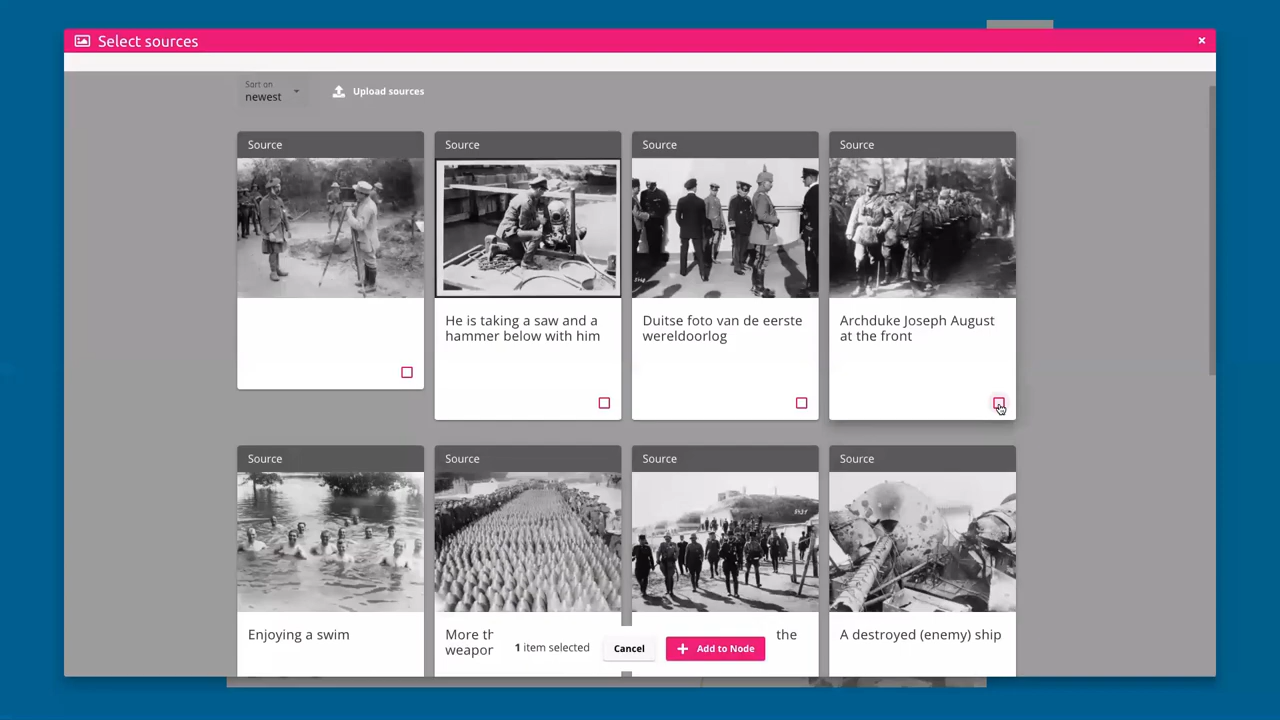 Select sources
Sort on
newest
Upload sources
Source
Source
Source
Source
He is taking a saw and a
hammer below with him
Duitse foto van de eerste
wereldoorlog
Archduke Joseph August
at the front
Source
Source
Source
Source
Enjoying a swim
More th
weapor
the
A destroyed (enemy) ship
1 item selected
Cancel
Add to Node